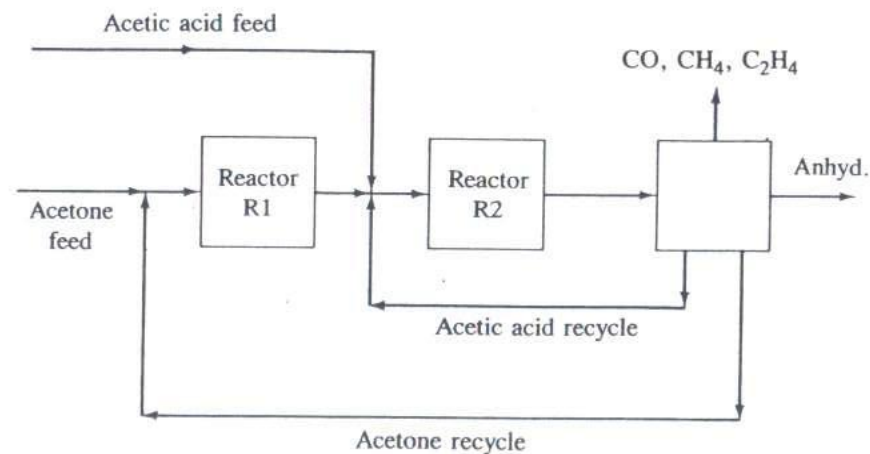 Acetic acid feed
CO, CH₄, C₂H₄
Reactor
R1
Reactor
R2
Anhyd.
Acetone
feed
Acetic acid recycle
Acetone recycle